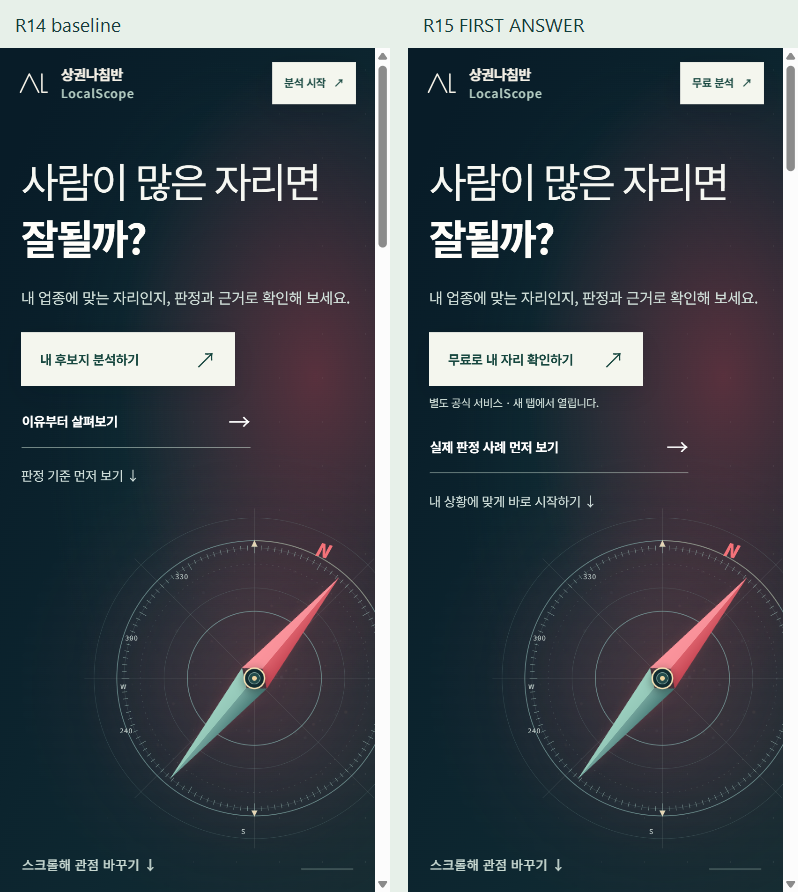 R14 baseline
상권나침반
LocalScope
분석 시작 ↗
사람이 많은 자리면
잘될까?
내 업종에 맞는 자리인지, 판정과 근거로 확인해 보세요.
내 후보지 분석하기 ↗
이유부터 살펴보기 →
판정 기준 먼저 보기 ↓
N
330
300
W
240
S
스크롤해 관점 바꾸기 ↓
R15 FIRST ANSWER
상권나침반
LocalScope
무료 분석 ↗
사람이 많은 자리면
잘될까?
내 업종에 맞는 자리인지, 판정과 근거로 확인해 보세요.
무료로 내 자리 확인하기 ↗
별도 공식 서비스 · 새 탭에서 열립니다.
실제 판정 사례 먼저 보기 →
내 상황에 맞게 바로 시작하기 ↓
N
330
300
W
240
S
스크롤해 관점 바꾸기 ↓